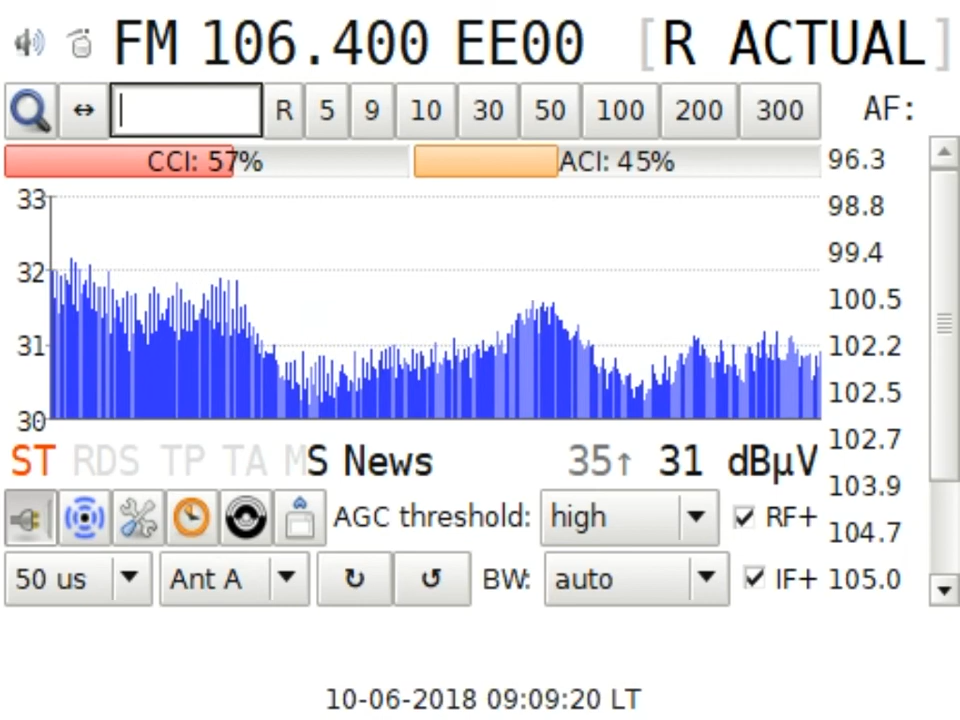 FM 106.400 EE00 [R ACTUAL]
R 5 9 10 30 50 100 200 300 AF:
CCI: 57% ACI: 45%
96.3
98.8
99.4
100.5
102.2
102.5
102.7
103.9
104.7
105.0
33
32
31
30
ST RDS TP TA MS News 35↑ 31 dBµV
AGC threshold: high RF+
50 us Ant A ↻ ↺ BW: auto IF+
10-06-2018 09:09:20 LT